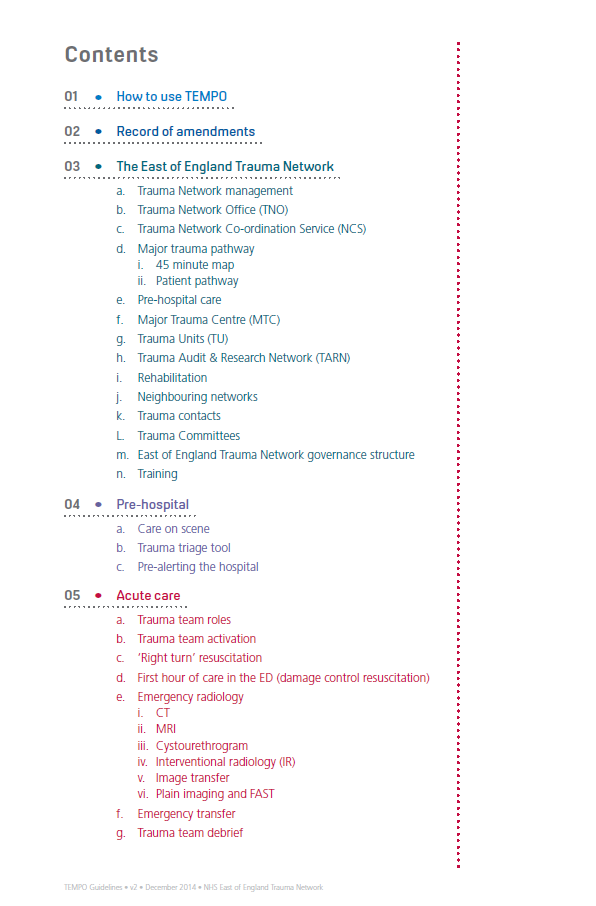 Contents
01 • How to use TEMPO
02 • Record of amendments
03 • The East of England Trauma Network
a. Trauma Network management
b. Trauma Network Office (TNO)
c. Trauma Network Co-ordination Service (NCS)
d. Major trauma pathway
i. 45 minute map
ii. Patient pathway
e. Pre-hospital care
f. Major Trauma Centre (MTC)
g. Trauma Units (TU)
h. Trauma Audit & Research Network (TARN)
i. Rehabilitation
j. Neighbouring networks
k. Trauma contacts
L. Trauma Committees
m. East of England Trauma Network governance structure
n. Training
04 • Pre-hospital
a. Care on scene
b. Trauma triage tool
c. Pre-alerting the hospital
05 • Acute care
a. Trauma team roles
b. Trauma team activation
c. ‘Right turn’ resuscitation
d. First hour of care in the ED (damage control resuscitation)
e. Emergency radiology
i. CT
ii. MRI
iii. Cystourethrogram
iv. Interventional radiology (IR)
v. Image transfer
vi. Plain imaging and FAST
f. Emergency transfer
g. Trauma team debrief
TEMPO Guidelines • v2 • December 2014 • NHS East of England Trauma Network